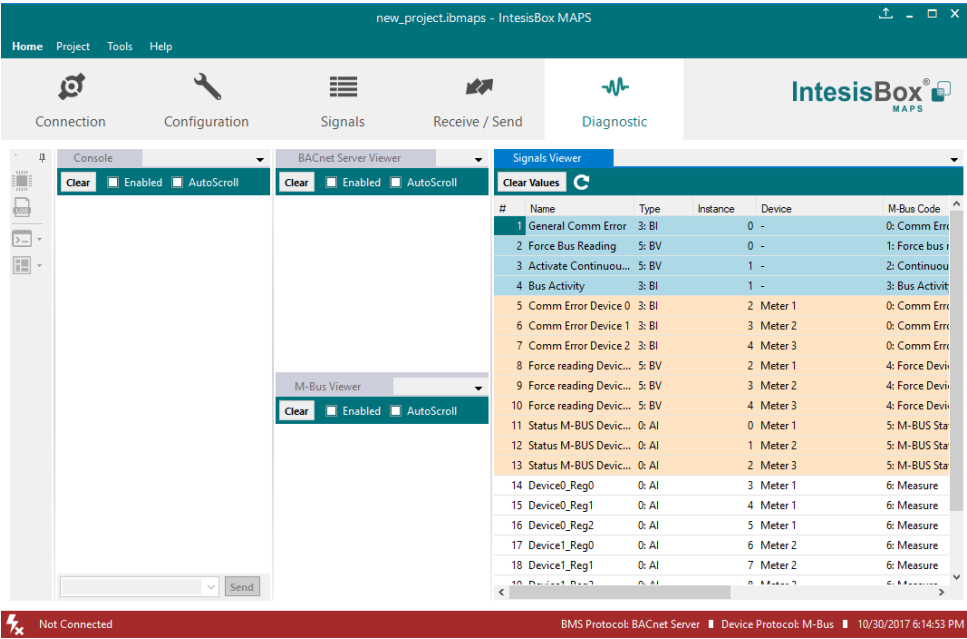 new_project.ibmaps - IntesisBox MAPS
Home Project Tools Help
Connection Configuration Signals Receive / Send Diagnostic
IntesisBox® MAPS
Console
Clear Enabled AutoScroll
Send
BACnet Server Viewer
Clear Enabled AutoScroll
M-Bus Viewer
Clear Enabled AutoScroll
Signals Viewer
Clear Values
# Name Type Instance Device M-Bus Code
1 General Comm Error 3: BI 0 - 0: Comm Erro
2 Force Bus Reading 5: BV 0 - 1: Force bus r
3 Activate Continuou... 5: BV 1 - 2: Continuou
4 Bus Activity 3: BI 1 - 3: Bus Activit
5 Comm Error Device 0 3: BI 2 Meter 1 0: Comm Erro
6 Comm Error Device 1 3: BI 3 Meter 2 0: Comm Erro
7 Comm Error Device 2 3: BI 4 Meter 3 0: Comm Erro
8 Force reading Devic... 5: BV 2 Meter 1 4: Force Devi
9 Force reading Devic... 5: BV 3 Meter 2 4: Force Devi
10 Force reading Devic... 5: BV 4 Meter 3 4: Force Devi
11 Status M-BUS Devic... 0: AI 0 Meter 1 5: M-BUS Sta
12 Status M-BUS Devic... 0: AI 1 Meter 2 5: M-BUS Sta
13 Status M-BUS Devic... 0: AI 2 Meter 3 5: M-BUS Sta
14 Device0_Reg0 0: AI 3 Meter 1 6: Measure
15 Device0_Reg1 0: AI 4 Meter 1 6: Measure
16 Device0_Reg2 0: AI 5 Meter 1 6: Measure
17 Device1_Reg0 0: AI 6 Meter 2 6: Measure
18 Device1_Reg1 0: AI 7 Meter 2 6: Measure
Not Connected
BMS Protocol: BACnet Server Device Protocol: M-Bus 10/30/2017 6:14:53 PM